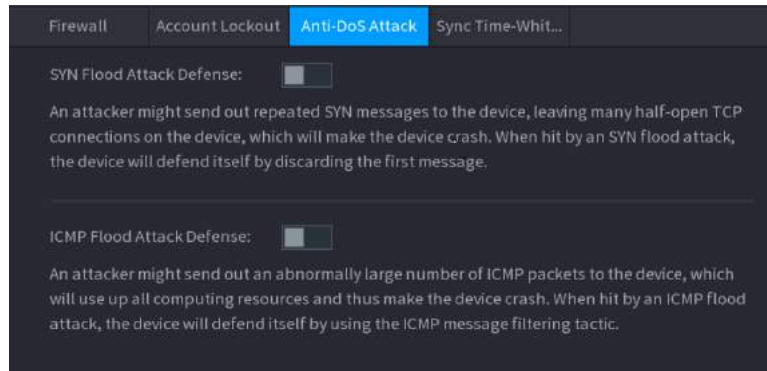 Firewall Account Lockout Anti-DoS Attack Sync Time-Whit...
SYN Flood Attack Defense:
An attacker might send out repeated SYN messages to the device, leaving many half-open TCP
connections on the device, which will make the device crash. When hit by an SYN flood attack,
the device will defend itself by discarding the first message.
ICMP Flood Attack Defense:
An attacker might send out an abnormally large number of ICMP packets to the device, which
will use up all computing resources and thus make the device crash. When hit by an ICMP flood
attack, the device will defend itself by using the ICMP message filtering tactic.